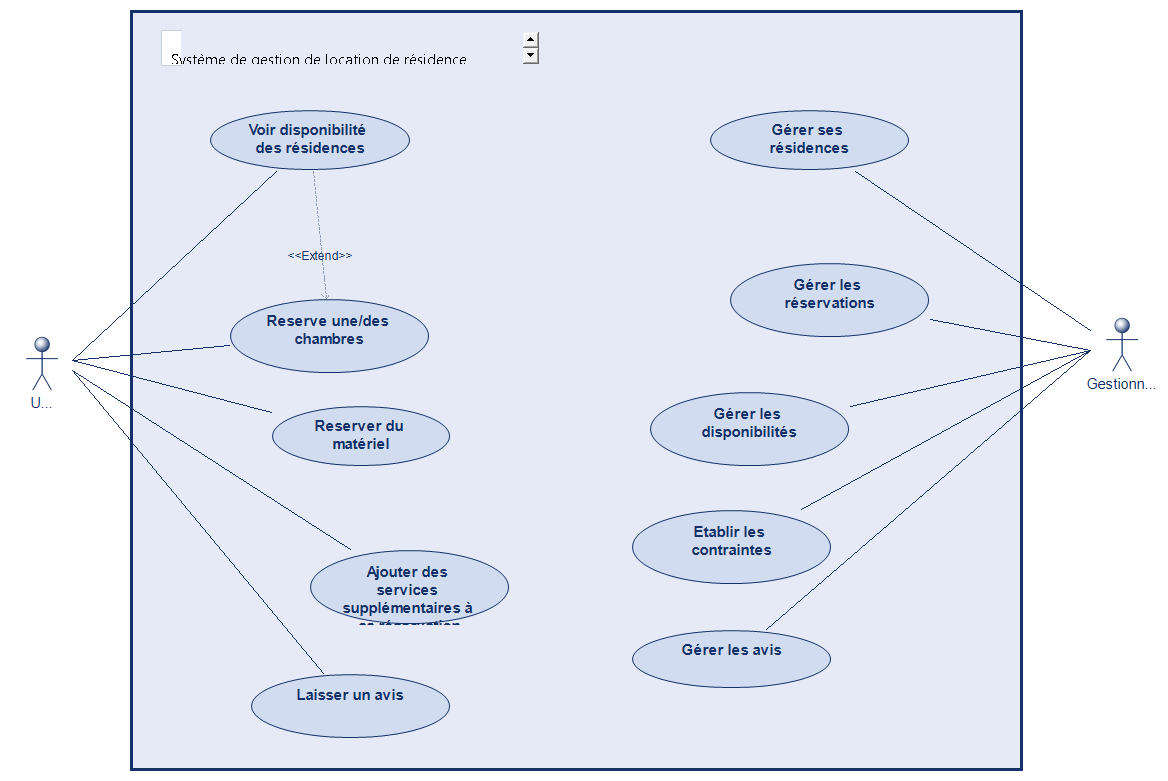 Système de gestion de location de résidence
Voir disponibilité
des résidences
Gérer ses
résidences
<<Extend>>
Gérer les
réservations
Reserve une/des
chambres
U...
Gestionn...
Reserver du
matériel
Gérer les
disponibilités
Etablir les
contraintes
Ajouter des
services
supplémentaires à
Gérer les avis
Laisser un avis